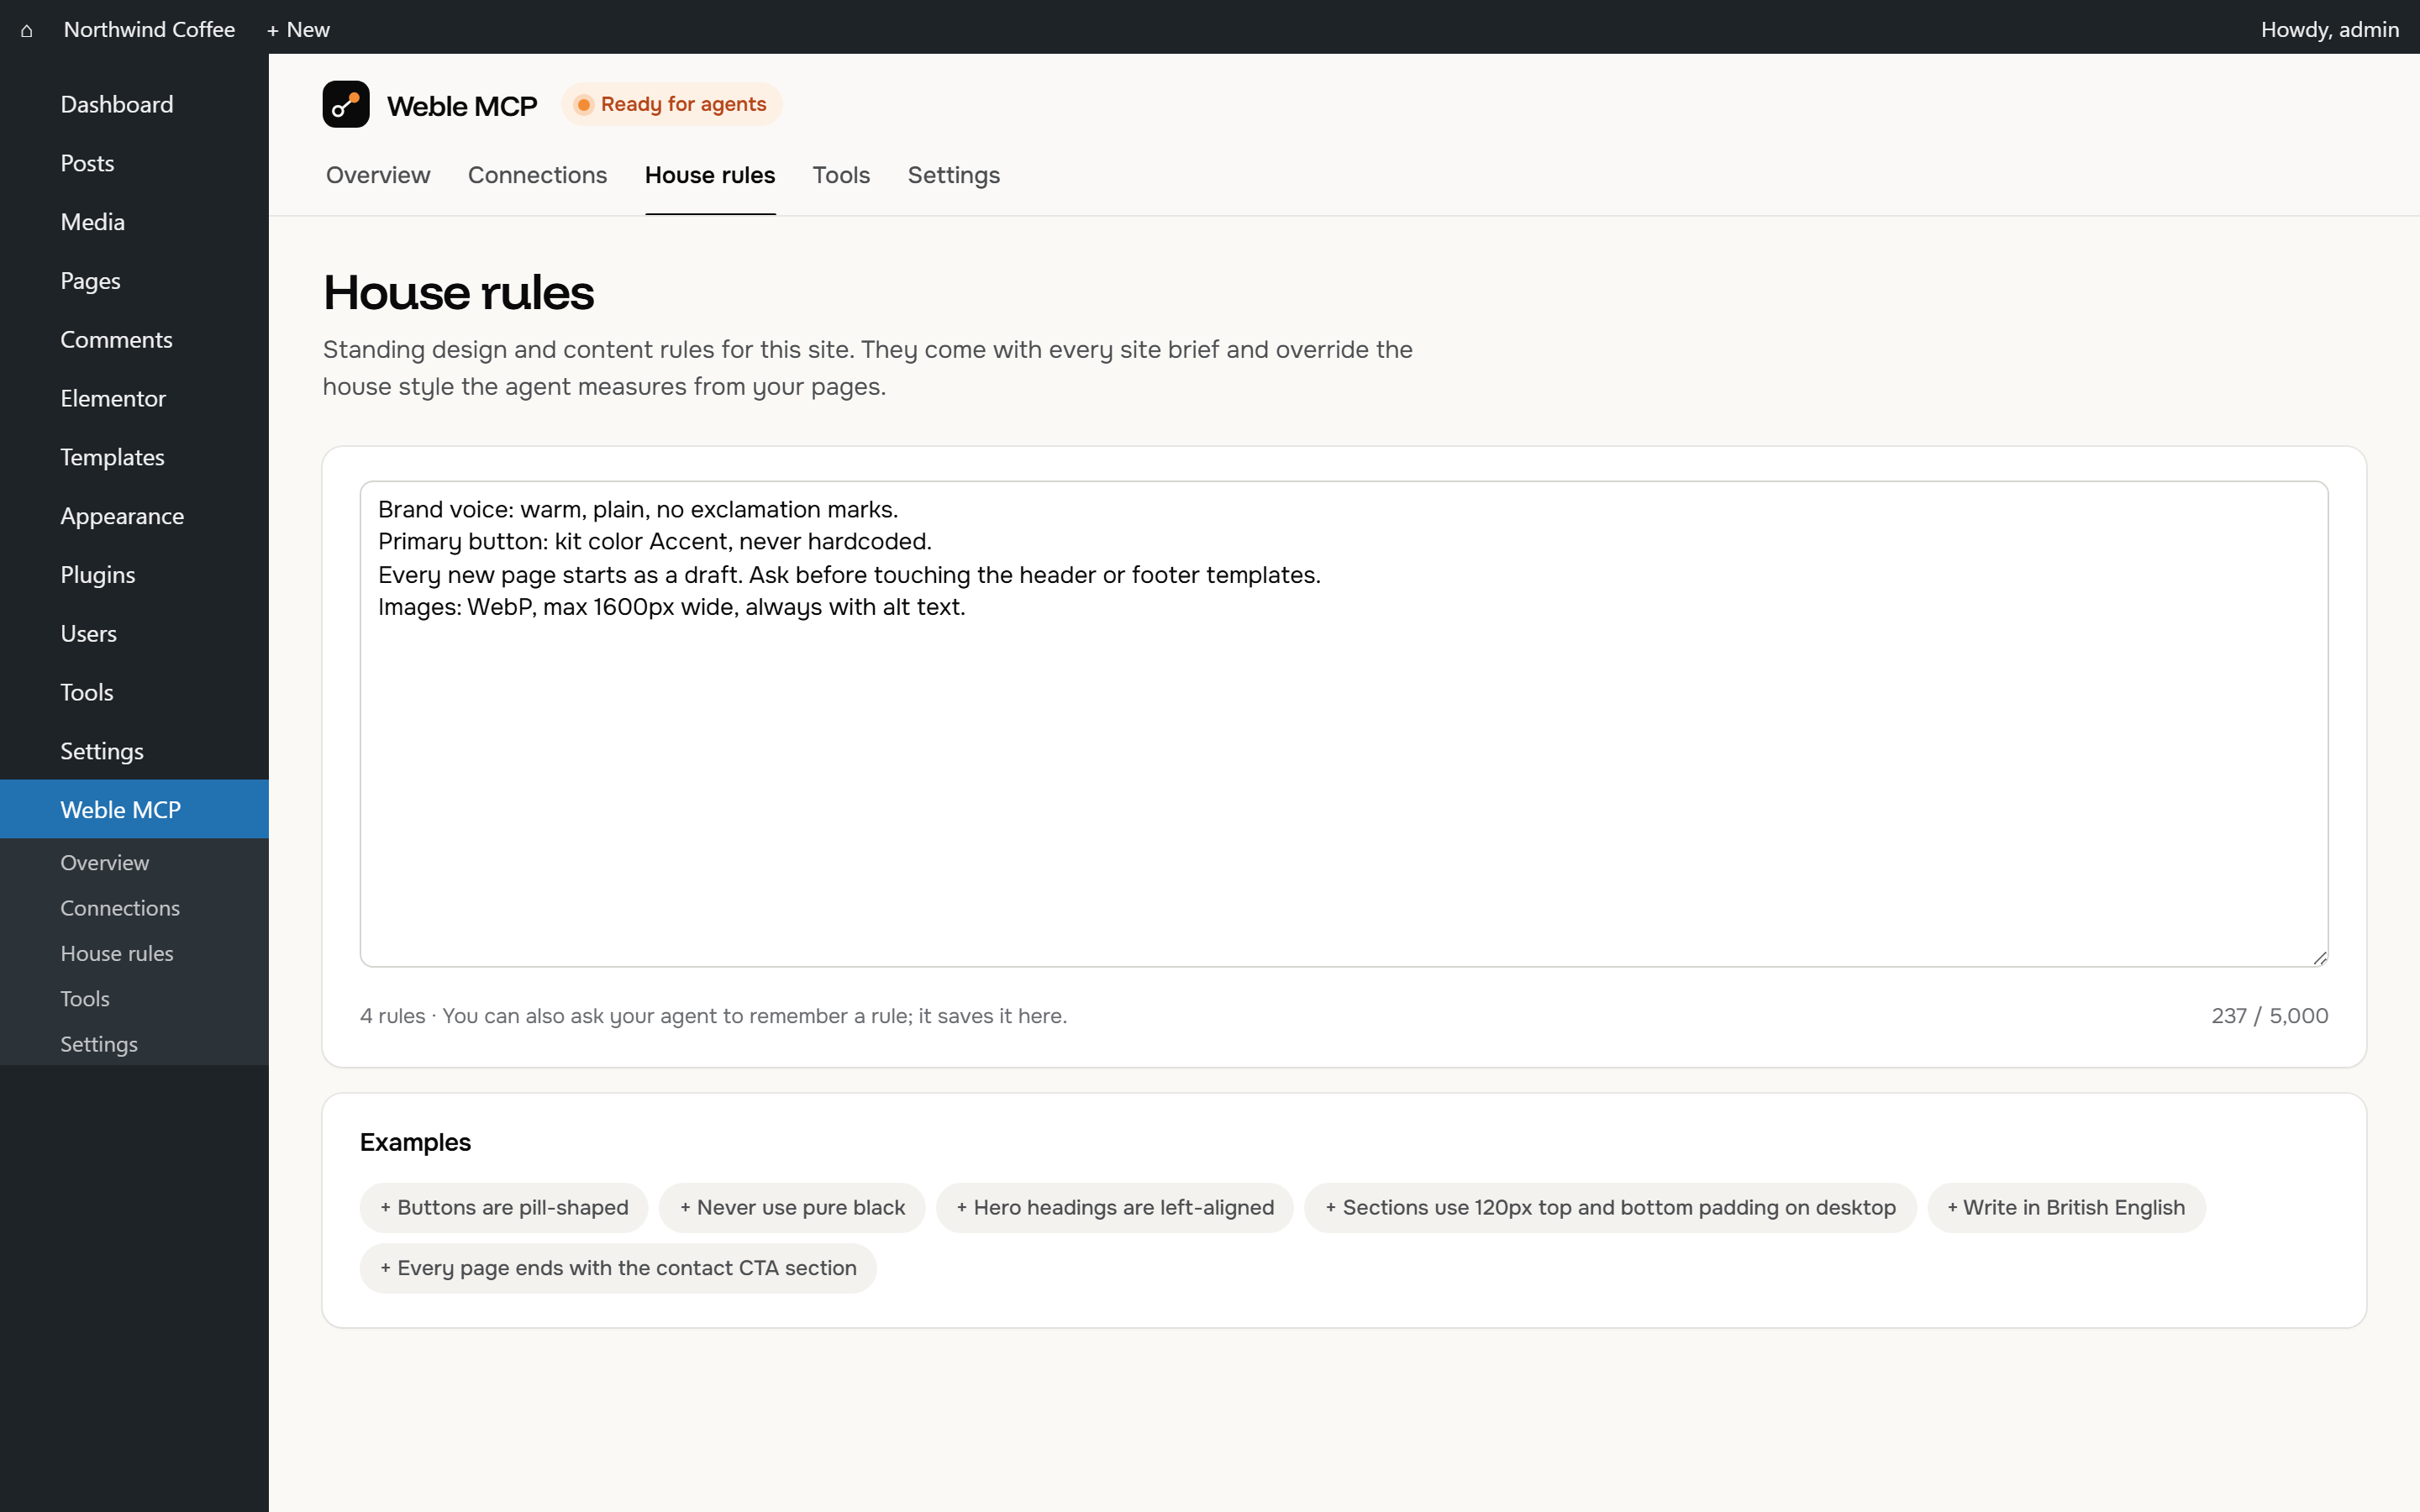 Northwind Coffee
+ New
Howdy, admin
Dashboard
Posts
Media
Pages
Comments
Elementor
Templates
Appearance
Plugins
Users
Tools
Settings
Weble MCP
Overview
Connections
House rules
Tools
Settings
Weble MCP
Ready for agents
Overview
Connections
House rules
Tools
Settings
House rules
Standing design and content rules for this site. They come with every site brief and override the
house style the agent measures from your pages.
Brand voice: warm, plain, no exclamation marks.
Primary button: kit color Accent, never hardcoded.
Every new page starts as a draft. Ask before touching the header or footer templates.
Images: WebP, max 1600px wide, always with alt text.
4 rules · You can also ask your agent to remember a rule; it saves it here.
237 / 5,000
Examples
+ Buttons are pill-shaped
+ Never use pure black
+ Hero headings are left-aligned
+ Sections use 120px top and bottom padding on desktop
+ Write in British English
+ Every page ends with the contact CTA section